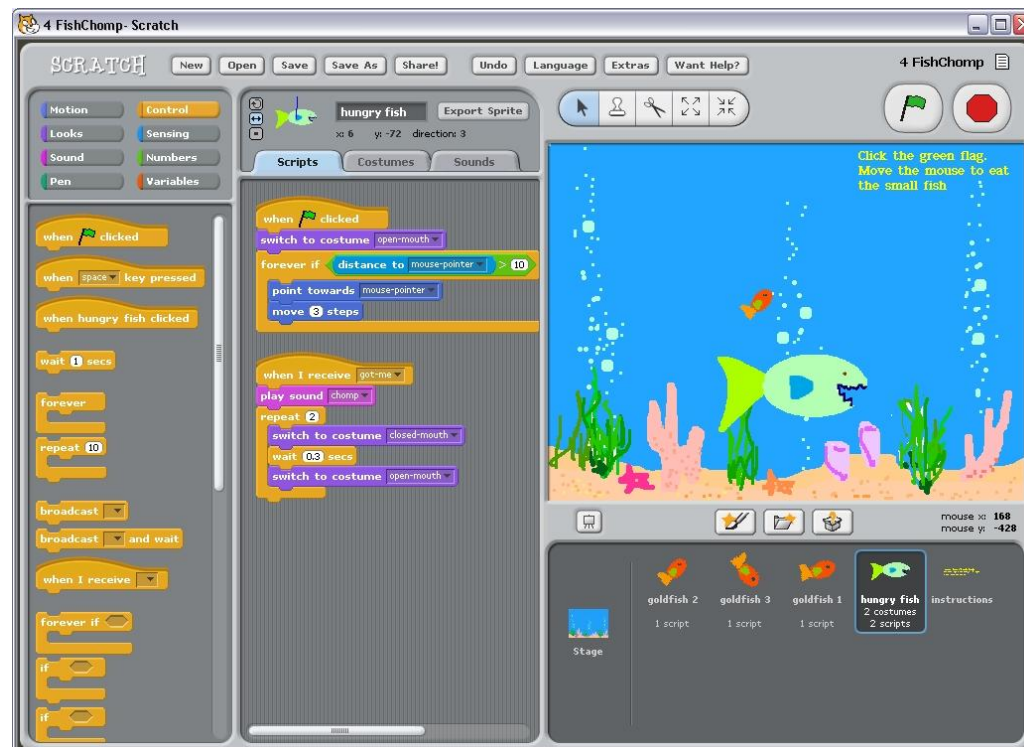 4 FishChomp- Scratch
SCRATCH New Open Save Save As Share! Undo Language Extras Want Help? 4 FishChomp
Motion Control
Looks Sensing
Sound Numbers
Pen Variables
when clicked
when space key pressed
when hungry fish clicked
wait 1 secs
forever
repeat 10
broadcast
broadcast and wait
when I receive
forever if
if
if
hungry fish Export Sprite
x: 6 y: -72 direction: 3
Scripts Costumes Sounds
when clicked
switch to costume open-mouth
forever if distance to mouse-pointer > 10
point towards mouse-pointer
move 3 steps
when I receive got-me
play sound chomp
repeat 2
switch to costume closed-mouth
wait 0.3 secs
switch to costume open-mouth
Click the green flag.
Move the mouse to eat
the small fish
mouse x: 168
mouse y: -428
goldfish 2 goldfish 3 goldfish 1 hungry fish instructions
2 costumes
1 script 1 script 1 script 2 scripts
Stage